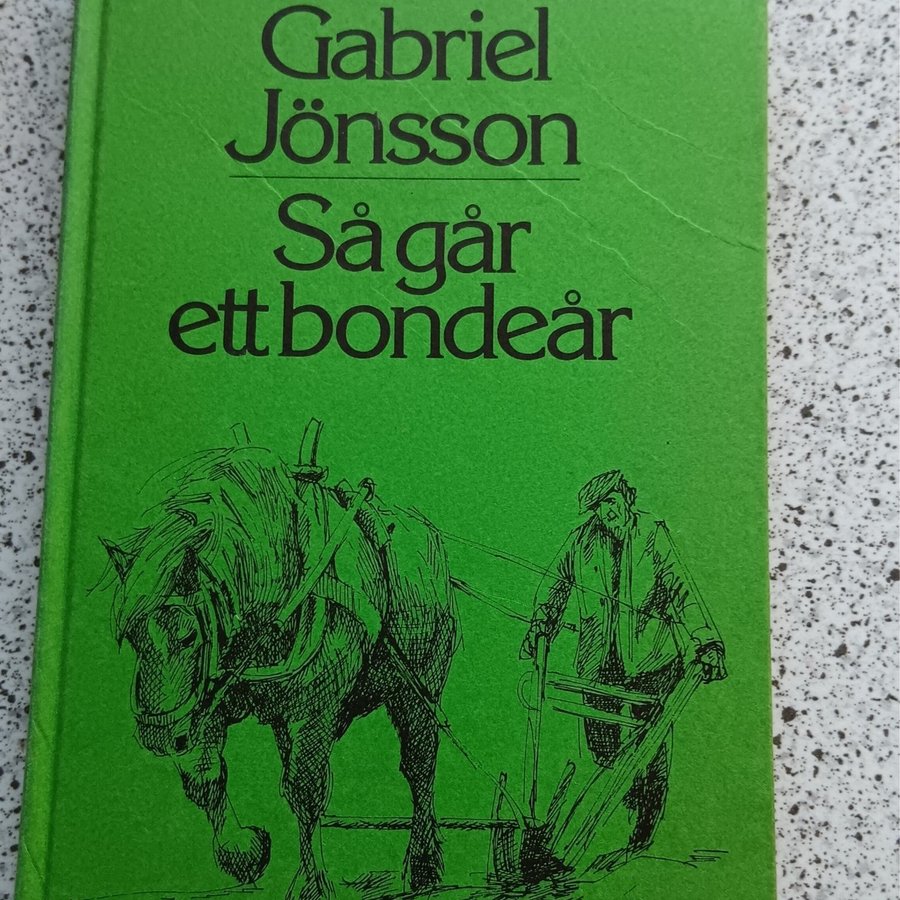 Gabriel
Jönsson
Så går
ett bondeår